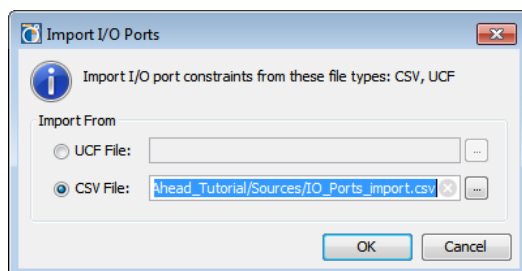 Import I/O Ports
Import I/O port constraints from these file types: CSV, UCF
Import From
UCF File:
...
CSV File:
Ahead_Tutorial/Sources/IO_Ports_import.csv
...
OK
Cancel